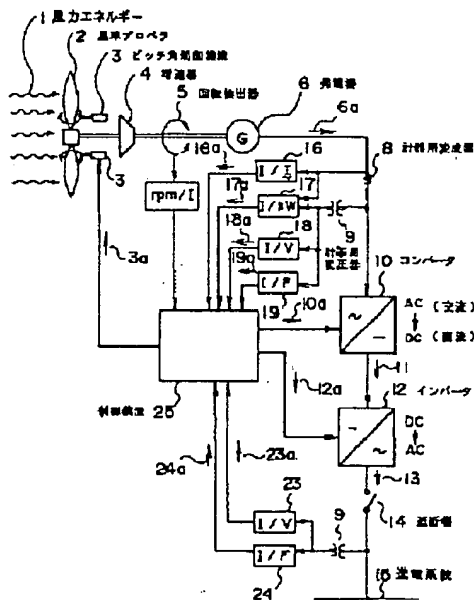 1 風力エネルギー
2 風車プロペラ
3 ピッチ角
4 増速器
5 回転検出器
6 発電機
6a
G
3
16a
I/I
16
8 計器用変成器
17a
17
rpm/I
18a
I/V
18
9
計器用
変圧器
19a
I/F
19
10a
10 コンバータ
3a
AC (交流)
DC (直流)
11
12a
12 インバータ
制御装置
25
DC
AC
23a
24a
13
23
14 遮断器
I/V
9
I/F
24
15 送電系統